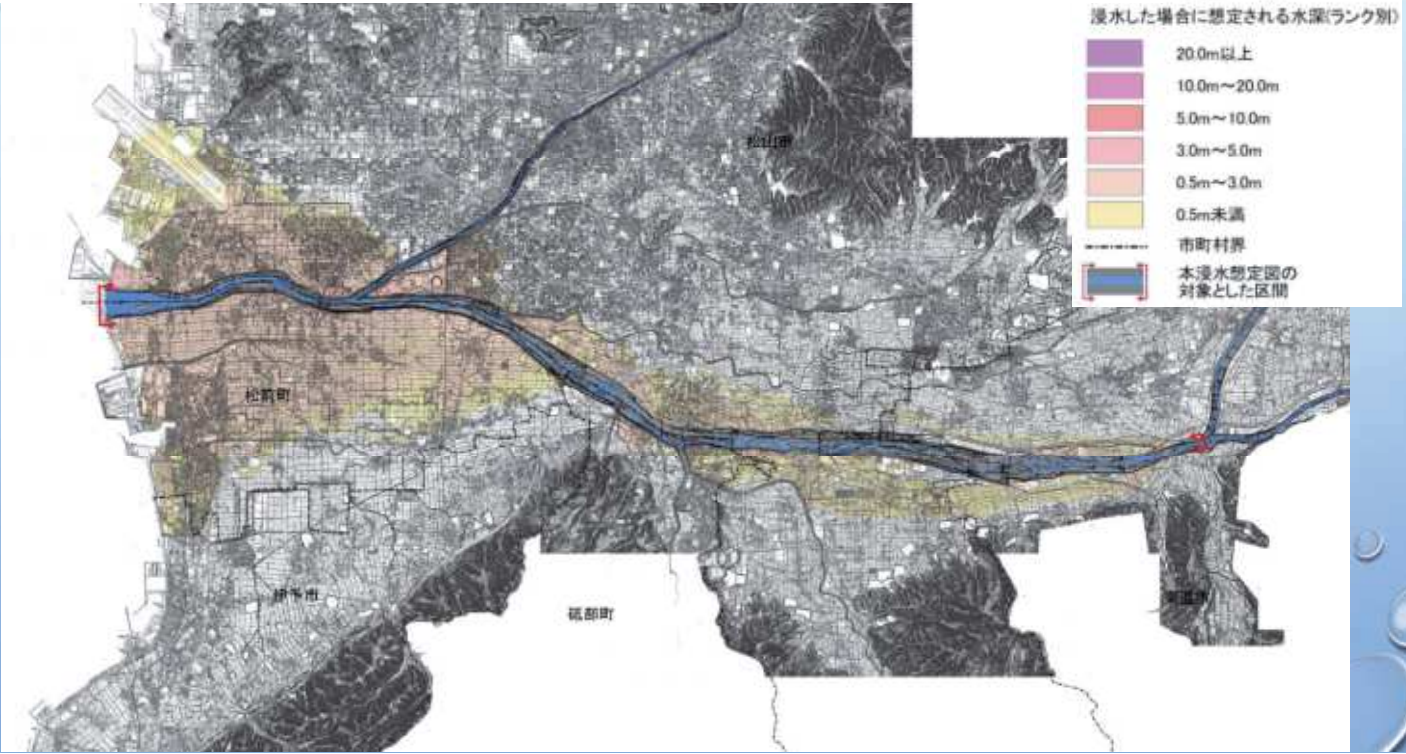 浸水した場合に想定される水深(ランク別)
20.0m以上
10.0m～20.0m
5.0m～10.0m
3.0m～5.0m
0.5m～3.0m
0.5m未満
市町村界
本浸水想定図の
対象とした区間
松山市
松前町
伊予市
砥部町
東温市